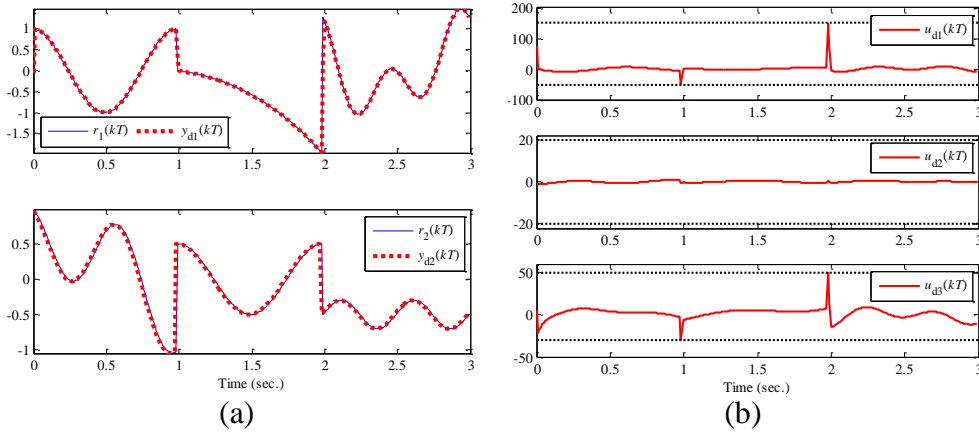 1
0.5
0
-0.5
-1
-1.5
r1(kT) yd1(kT)
0 0.5 1 1.5 2 2.5 3
0.5
0
-0.5
-1
r2(kT)
yd2(kT)
0 0.5 1 1.5 2 2.5 3
Time (sec.)
(a)
200
100
0
-100
ud1(kT)
0 0.5 1 1.5 2 2.5 3
20
0
-20
ud2(kT)
0 0.5 1 1.5 2 2.5 3
50
0
-50
ud3(kT)
0 0.5 1 1.5 2 2.5 3
Time (sec.)
(b)